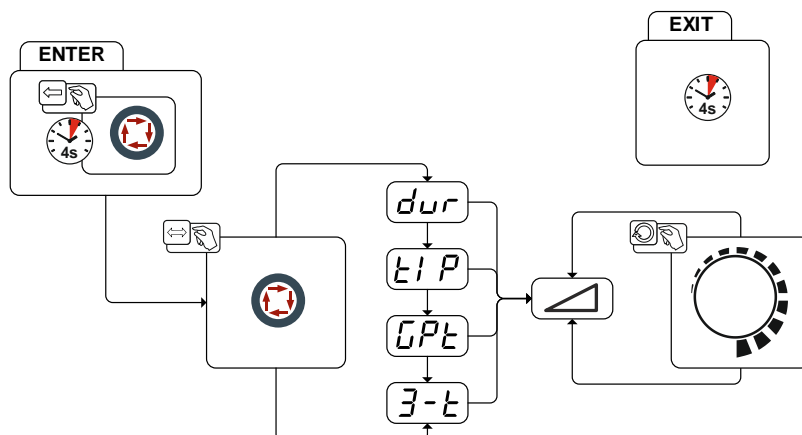 ENTER
EXIT
4s
4s
dur
tIP
GPt
3-t